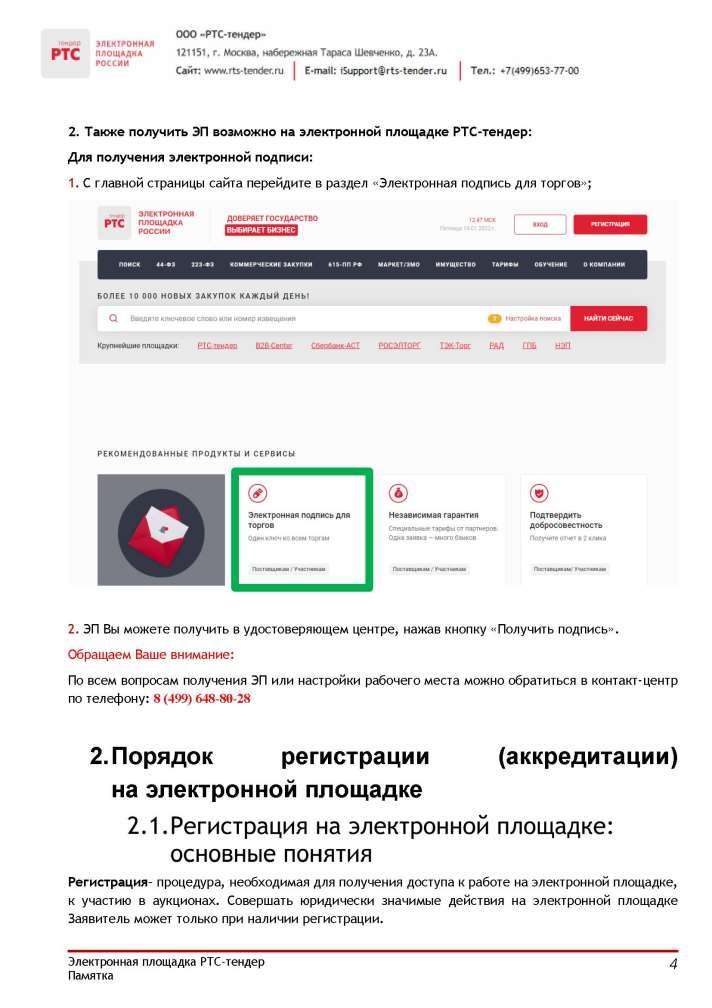 тендер
РТС
ЭЛЕКТРОННАЯ
ПЛОЩАДКА
РОССИИ
ООО «РТС-тендер»
121151, г. Москва, набережная Тараса Шевченко, д. 23А.
Сайт: www.rts-tender.ru | E-mail: iSupport@rts-tender.ru | Тел.: +7(499)653-77-00
2. Также получить ЭП возможно на электронной площадке РТС-тендер:
Для получения электронной подписи:
1. С главной страницы сайта перейдите в раздел «Электронная подпись для торгов»;
тендер
РТС
ЭЛЕКТРОННАЯ
ПЛОЩАДКА
РОССИИ
ДОВЕРЯЕТ ГОСУДАРСТВО
ВЫБИРАЕТ БИЗНЕС
12:47 МСК
Пятница 14.01.2022 г.
ВХОД
РЕГИСТРАЦИЯ
ПОИСК 44-ФЗ 223-ФЗ КОММЕРЧЕСКИЕ ЗАКУПКИ 615-ПП РФ МАРКЕТ/ЗМО ИМУЩЕСТВО ТАРИФЫ ОБУЧЕНИЕ О КОМПАНИИ
БОЛЕЕ 10 000 НОВЫХ ЗАКУПОК КАЖДЫЙ ДЕНЬ!
Введите ключевое слово или номер извещения
Настройка поиска
НАЙТИ СЕЙЧАС
Крупнейшие площадки: РТС-тендер B2B-Center Сбербанк-АСТ РОСЭЛТОРГ ТЭК-Торг РАД ГПБ НЭП
РЕКОМЕНДОВАННЫЕ ПРОДУКТЫ И СЕРВИСЫ
Электронная подпись для
торгов
Один ключ ко всем торгам
Поставщикам / Участникам
Независимая гарантия
Специальные тарифы от партнеров.
Одна заявка — много банков
Поставщикам / Участникам
Подтвердить
добросовестность
Получите отчет в 2 клика
Поставщикам/ Участникам
2. ЭП Вы можете получить в удостоверяющем центре, нажав кнопку «Получить подпись».
Обращаем Ваше внимание:
По всем вопросам получения ЭП или настройки рабочего места можно обратиться в контакт-центр
по телефону: 8 (499) 648-80-28
2.Порядок регистрации (аккредитации)
на электронной площадке
2.1.Регистрация на электронной площадке:
основные понятия
Регистрация– процедура, необходимая для получения доступа к работе на электронной площадке,
к участию в аукционах. Совершать юридически значимые действия на электронной площадке
Заявитель может только при наличии регистрации.
Электронная площадка РТС-тендер
Памятка
4